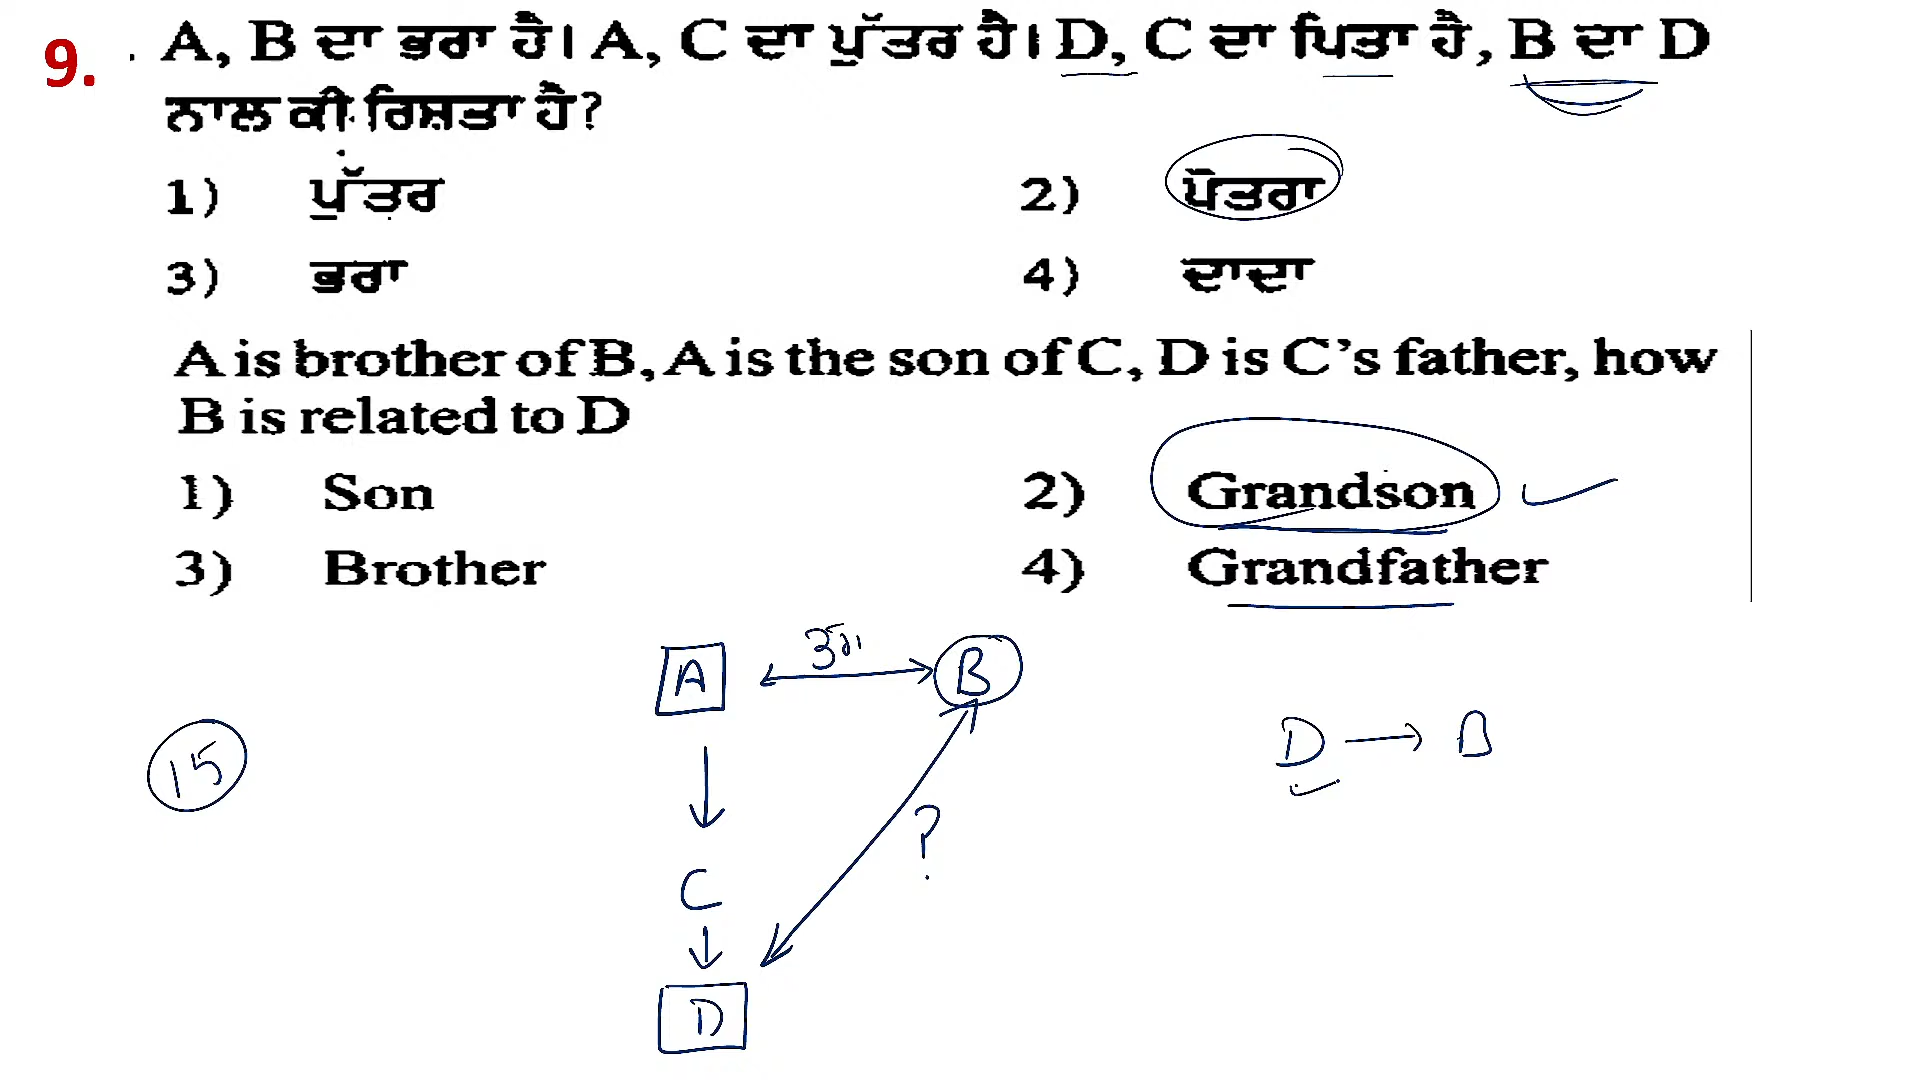 9. A, B ਦਾ ਭਰਾ ਹੈ। A, C ਦਾ ਪੁੱਤਰ ਹੈ। D, C ਦਾ ਪਿਤਾ ਹੈ, B ਦਾ D
ਨਾਲ ਕੀ ਰਿਸ਼ਤਾ ਹੈ?
1) ਪੁੱਤਰ 2) ਪੋਤਰਾ
3) ਭਰਾ 4) ਦਾਦਾ
A is brother of B, A is the son of C, D is C's father, how
B is related to D
1) Son 2) Grandson
3) Brother 4) Grandfather
A B
15 D → B
?
C
D